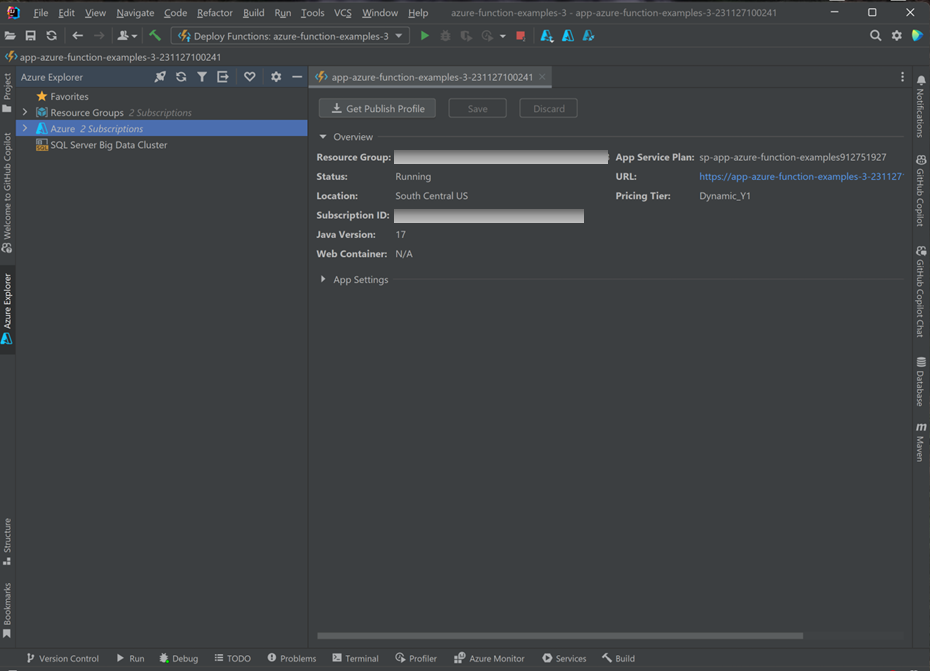 File Edit View Navigate Code Refactor Build Run Tools VCS Window Help azure-function-examples-3 - app-azure-function-examples-3-231127100241
Deploy Functions: azure-function-examples-3
app-azure-function-examples-3-231127100241
Project
Welcome to GitHub Copilot
Azure Explorer
Structure
Bookmarks
Azure Explorer
Favorites
Resource Groups 2 Subscriptions
Azure 2 Subscriptions
SQL Server Big Data Cluster
app-azure-function-examples-3-231127100241
Get Publish Profile Save Discard
Overview
Resource Group: App Service Plan: sp-app-azure-function-examples912751927
Status: Running URL: https://app-azure-function-examples-3-231127
Location: South Central US Pricing Tier: Dynamic_Y1
Subscription ID:
Java Version: 17
Web Container: N/A
App Settings
Notifications
GitHub Copilot
GitHub Copilot Chat
Database
m Maven
Version Control Run Debug TODO Problems Terminal Profiler Azure Monitor Services Build